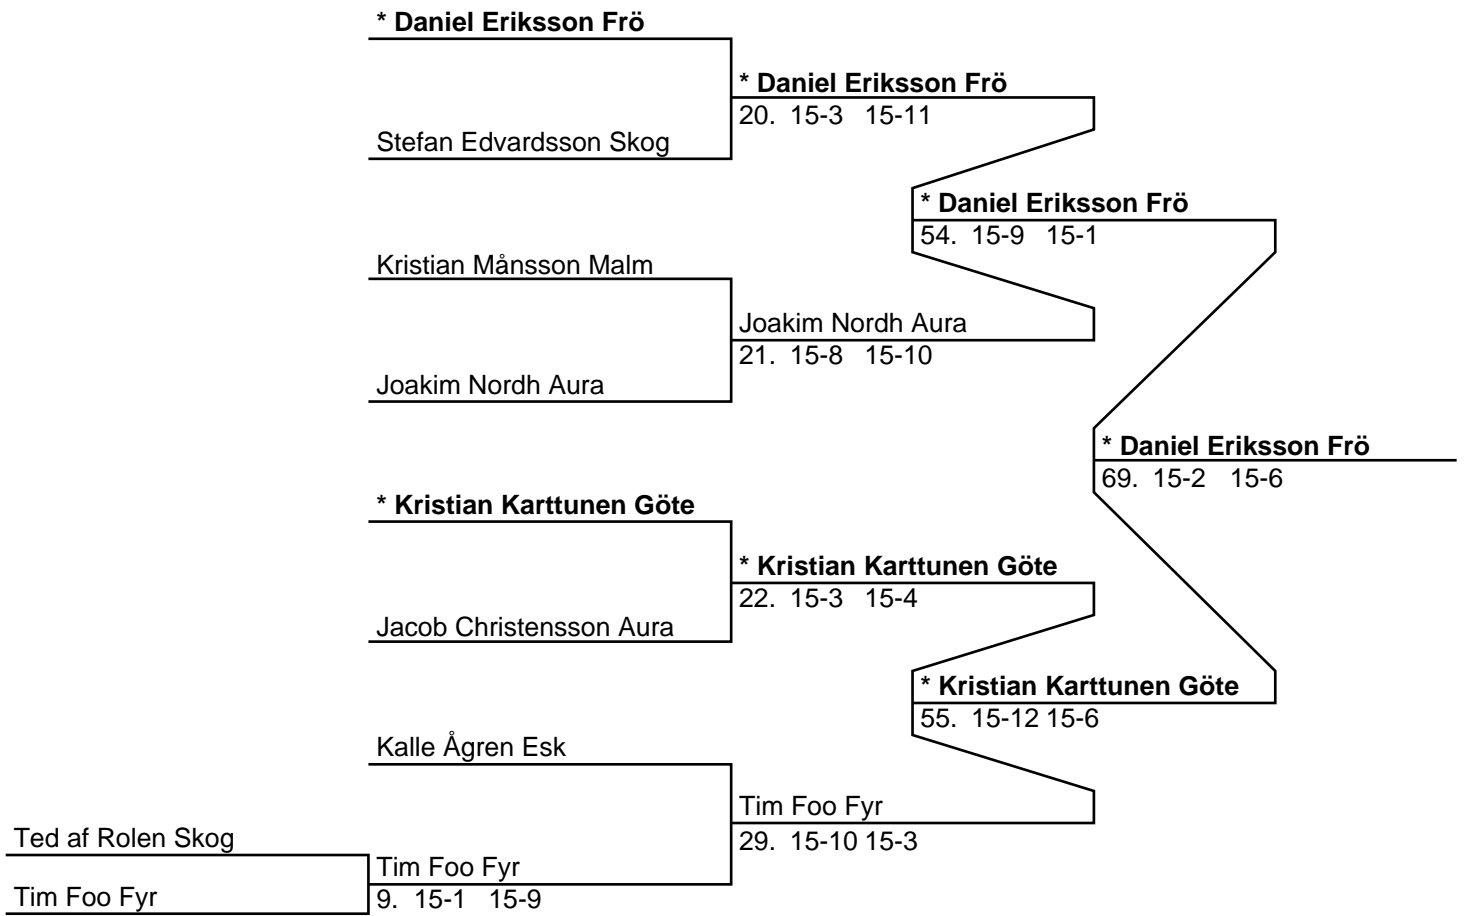 * Daniel Eriksson Frö
* Daniel Eriksson Frö
20. 15-3 15-11
Stefan Edvardsson Skog
* Daniel Eriksson Frö
54. 15-9 15-1
Kristian Månsson Malm
Joakim Nordh Aura
21. 15-8 15-10
Joakim Nordh Aura
* Daniel Eriksson Frö
69. 15-2 15-6
* Kristian Karttunen Göte
* Kristian Karttunen Göte
22. 15-3 15-4
Jacob Christensson Aura
* Kristian Karttunen Göte
55. 15-12 15-6
Kalle Ågren Esk
Tim Foo Fyr
29. 15-10 15-3
Ted af Rolen Skog
Tim Foo Fyr
9. 15-1 15-9
Tim Foo Fyr